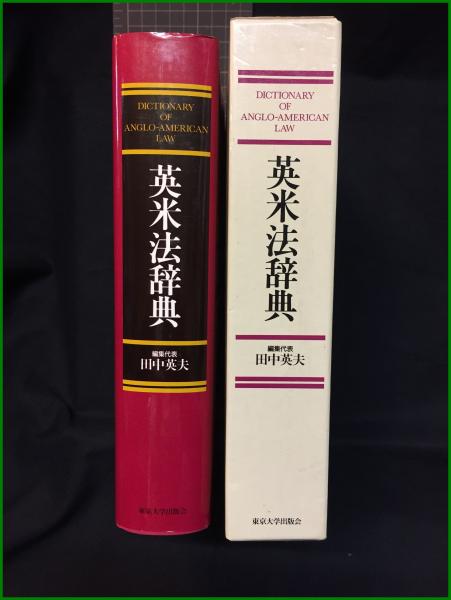 DICTIONARY
OF
ANGLO-AMERICAN
LAW
英米法辞典
編集代表
田中英夫
東京大学出版会
DICTIONARY
OF
ANGLO-AMERICAN
LAW
英米法辞典
編集代表
田中英夫
東京大学出版会